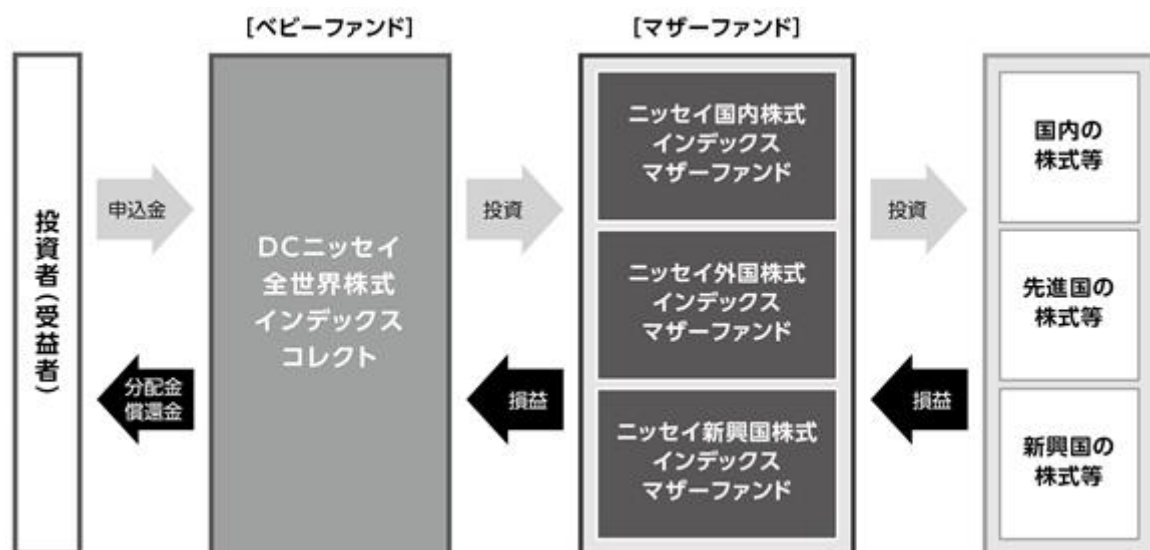 [ベビーファンド]
[マザーファンド]
投資者(受益者)
申込金
分配金
償還金
DCニッセイ
全世界株式
インデックス
コレクト
投資
損益
ニッセイ国内株式
インデックス
マザーファンド
ニッセイ外国株式
インデックス
マザーファンド
ニッセイ新興国株式
インデックス
マザーファンド
投資
損益
国内の
株式等
先進国の
株式等
新興国の
株式等